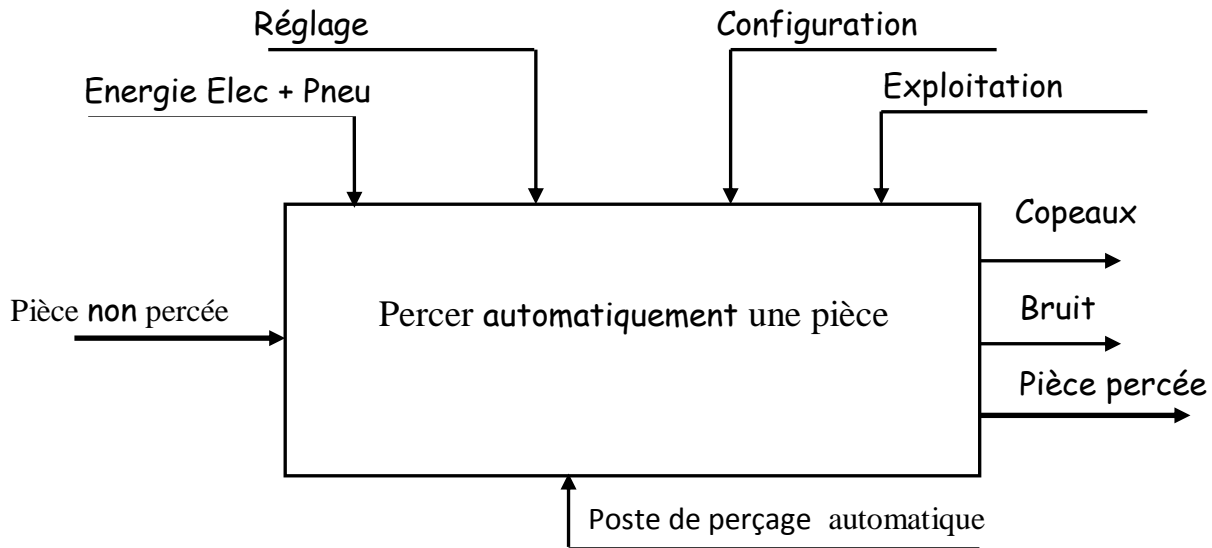 Réglage
Configuration
Energie Elec + Pneu
Exploitation
Copeaux
Pièce non percée
Percer automatiquement une pièce
Bruit
Pièce percée
Poste de perçage automatique